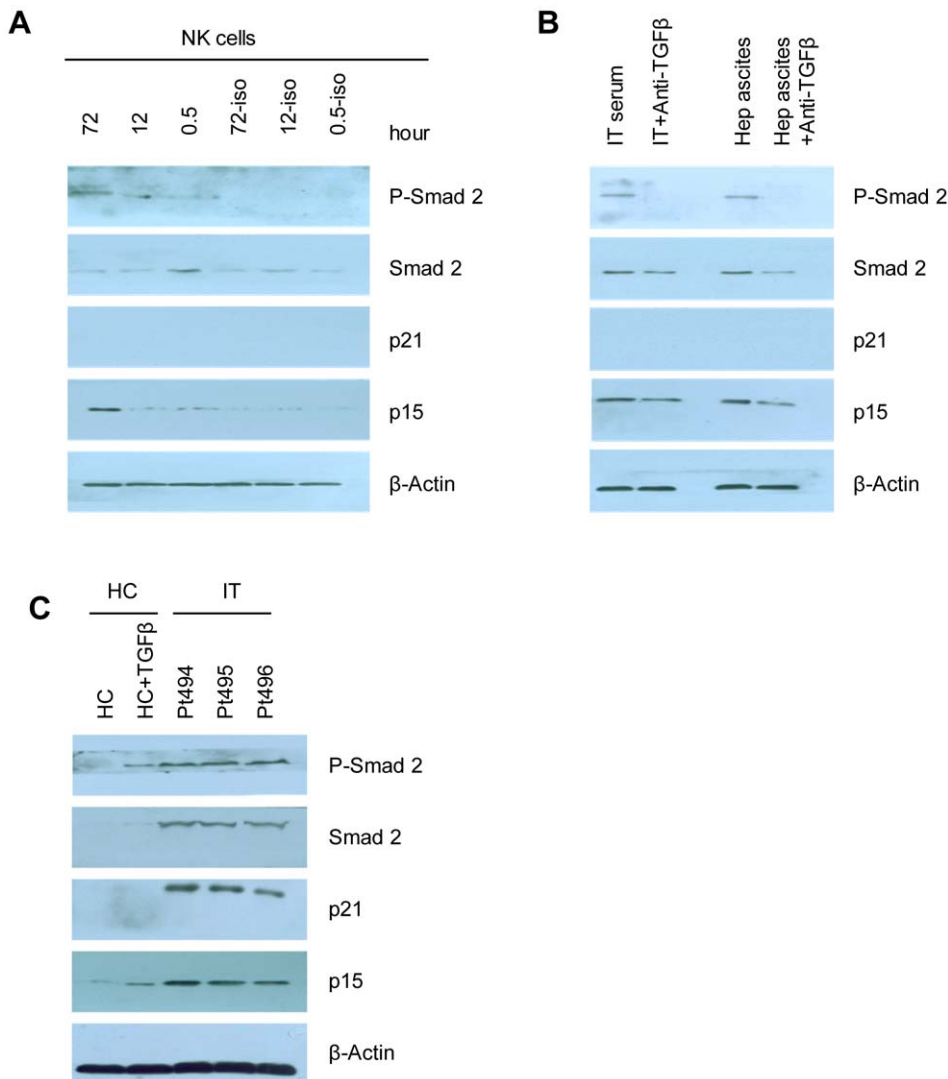 A
NK cells
72 12 0.5 72-iso 12-iso 0.5-iso hour
P-Smad 2
Smad 2
p21
p15
β-Actin
B
IT serum IT+Anti-TGFβ Hep ascites Hep ascites
+Anti-TGFβ
P-Smad 2
Smad 2
p21
p15
β-Actin
C
HC IT
HC HC+TGFβ Pt494 Pt495 Pt496
P-Smad 2
Smad 2
p21
p15
β-Actin